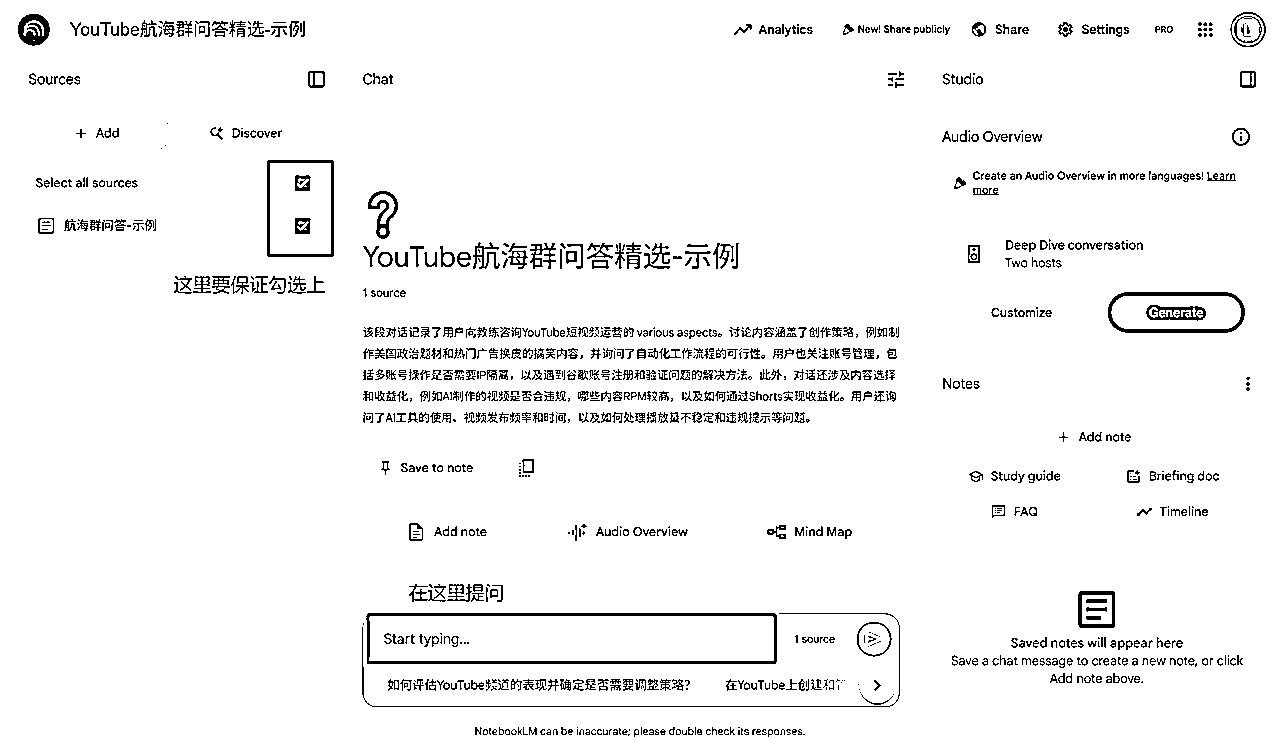 YouTube航海群问答精选-示例
Analytics
New! Share publicly
Share
Settings
PRO
Sources
Add
Discover
Select all sources
航海群问答-示例
这里要保证勾选上
Chat
YouTube航海群问答精选-示例
1 source
该段对话记录了用户向教练咨询YouTube短视频运营的 various aspects。讨论内容涵盖了创作策略，例如制
作美国政治题材和热门广告换皮的搞笑内容，并询问了自动化工作流程的可行性。用户也关注账号管理，包
括多账号操作是否需要IP隔离，以及遇到谷歌账号注册和验证问题的解决方法。此外，对话还涉及内容选择
和收益化，例如AI制作的视频是否会违规，哪些内容RPM较高，以及如何通过Shorts实现收益化。用户还询
问了AI工具的使用、视频发布频率和时间，以及如何处理播放量不稳定和违规提示等问题。
Save to note
Add note
Audio Overview
Mind Map
在这里提问
Start typing...
1 source
如何评估YouTube频道的表现并确定是否需要调整策略？
在YouTube上创建和
NotebookLM can be inaccurate; please double check its responses.
Studio
Audio Overview
Create an Audio Overview in more languages! Learn
more
Deep Dive conversation
Two hosts
Customize
Generate
Notes
Add note
Study guide
Briefing doc
FAQ
Timeline
Saved notes will appear here
Save a chat message to create a new note, or click
Add note above.